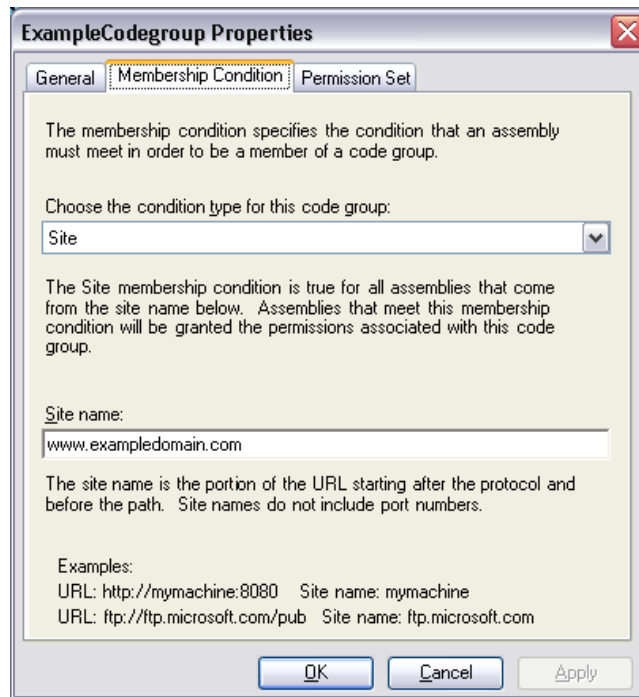 ExampleCodegroup Properties
General Membership Condition Permission Set
The membership condition specifies the condition that an assembly
must meet in order to be a member of a code group.
Choose the condition type for this code group:
Site
The Site membership condition is true for all assemblies that come
from the site name below.  Assemblies that meet this membership
condition will be granted the permissions associated with this code
group.
Site name:
www.exampledomain.com
The site name is the portion of the URL starting after the protocol and
before the path.  Site names do not include port numbers.
Examples:
URL: http://mymachine:8080    Site name: mymachine
URL: ftp://ftp.microsoft.com/pub   Site name: ftp.microsoft.com
OK Cancel Apply